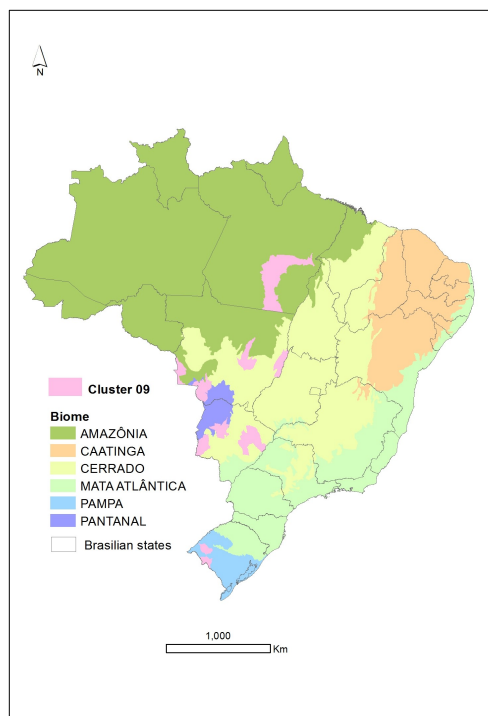 N
Cluster 09
Biome
AMAZÔNIA
CAATINGA
CERRADO
MATA ATLÂNTICA
PAMPA
PANTANAL
Brasilian states
1,000
Km